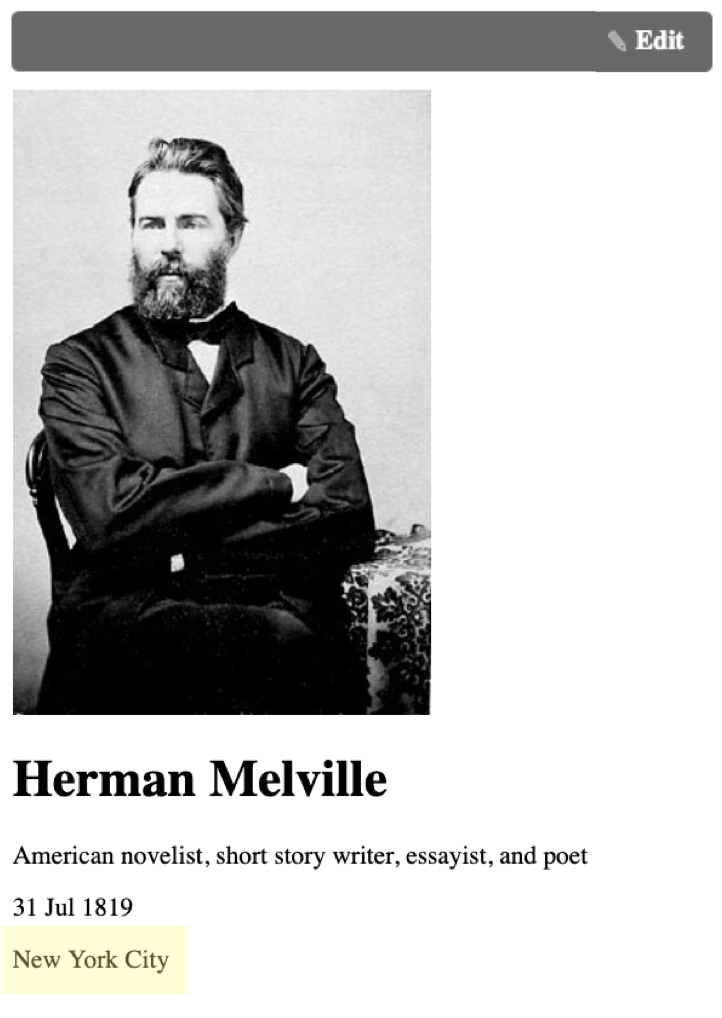 Edit
Herman Melville
American novelist, short story writer, essayist, and poet
31 Jul 1819
New York City